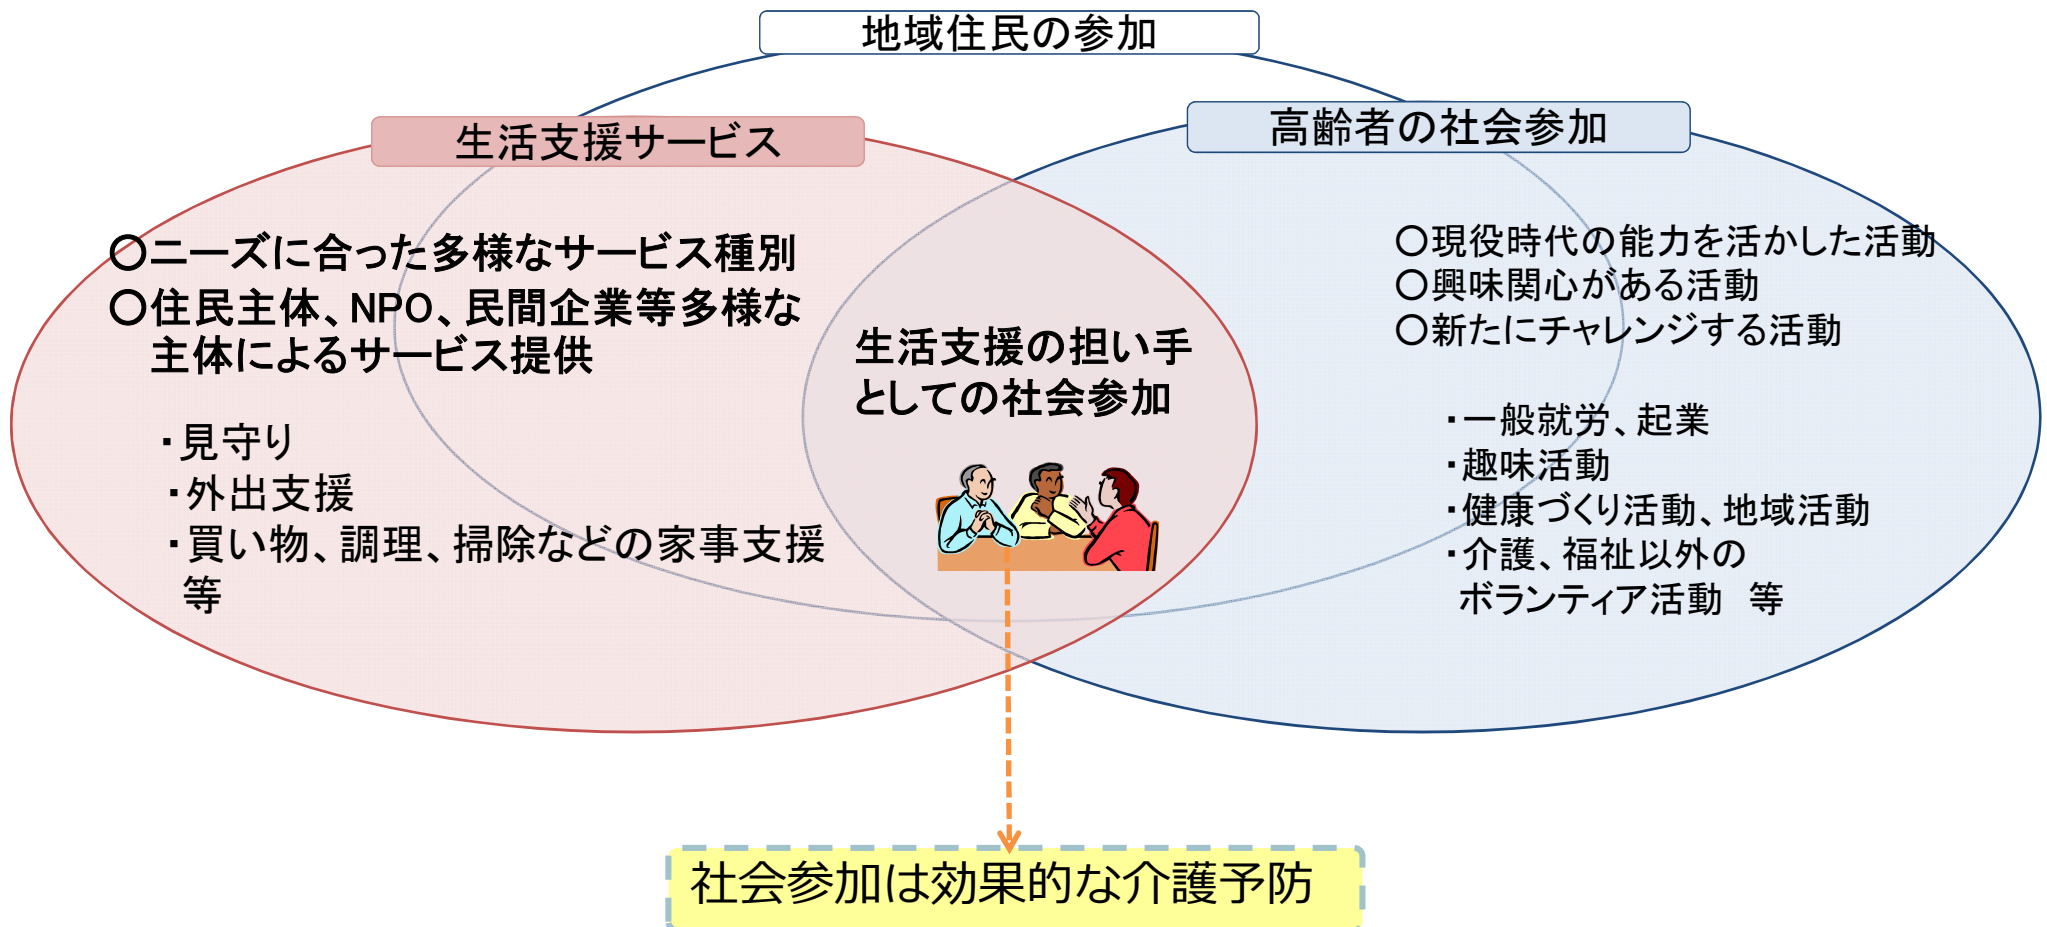 地域住民の参加
生活支援サービス
高齢者の社会参加
〇ニーズに合った多様なサービス種別
〇住民主体、NPO、民間企業等多様な
主体によるサービス提供
・見守り
・外出支援
・買い物、調理、掃除などの家事支援
等
生活支援の担い手
としての社会参加
〇現役時代の能力を活かした活動
〇興味関心がある活動
〇新たにチャレンジする活動
・一般就労、起業
・趣味活動
・健康づくり活動、地域活動
・介護、福祉以外の
ボランティア活動　等
社会参加は効果的な介護予防